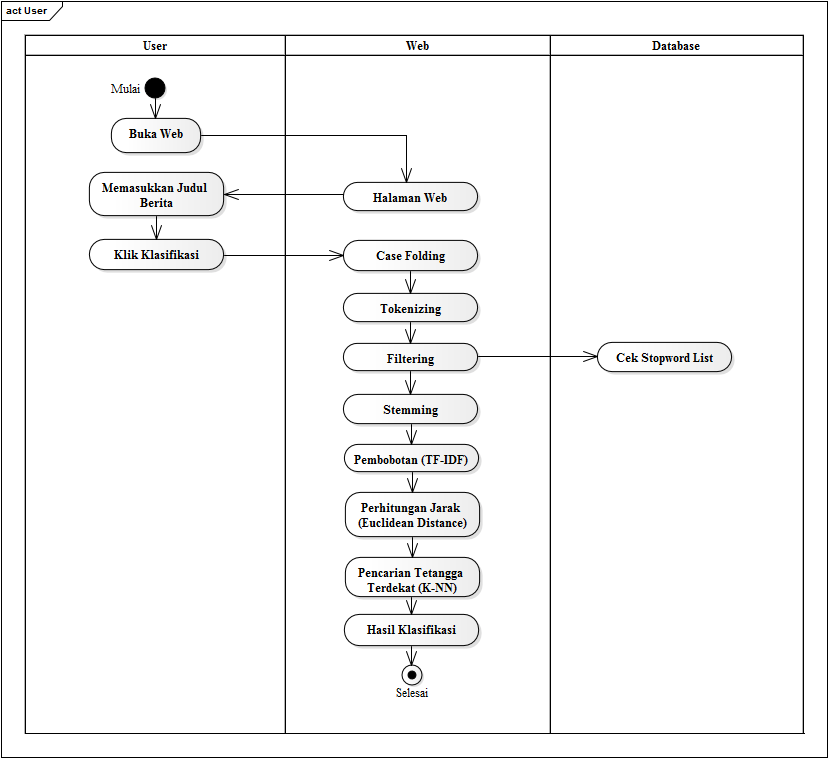 act User
User
Web
Database
Mulai
Buka Web
Memasukkan Judul
Berita
Halaman Web
Klik Klasifikasi
Case Folding
Tokenizing
Filtering
Cek Stopword List
Stemming
Pembobotan (TF-IDF)
Perhitungan Jarak
(Euclidean Distance)
Pencarian Tetangga
Terdekat (K-NN)
Hasil Klasifikasi
Selesai